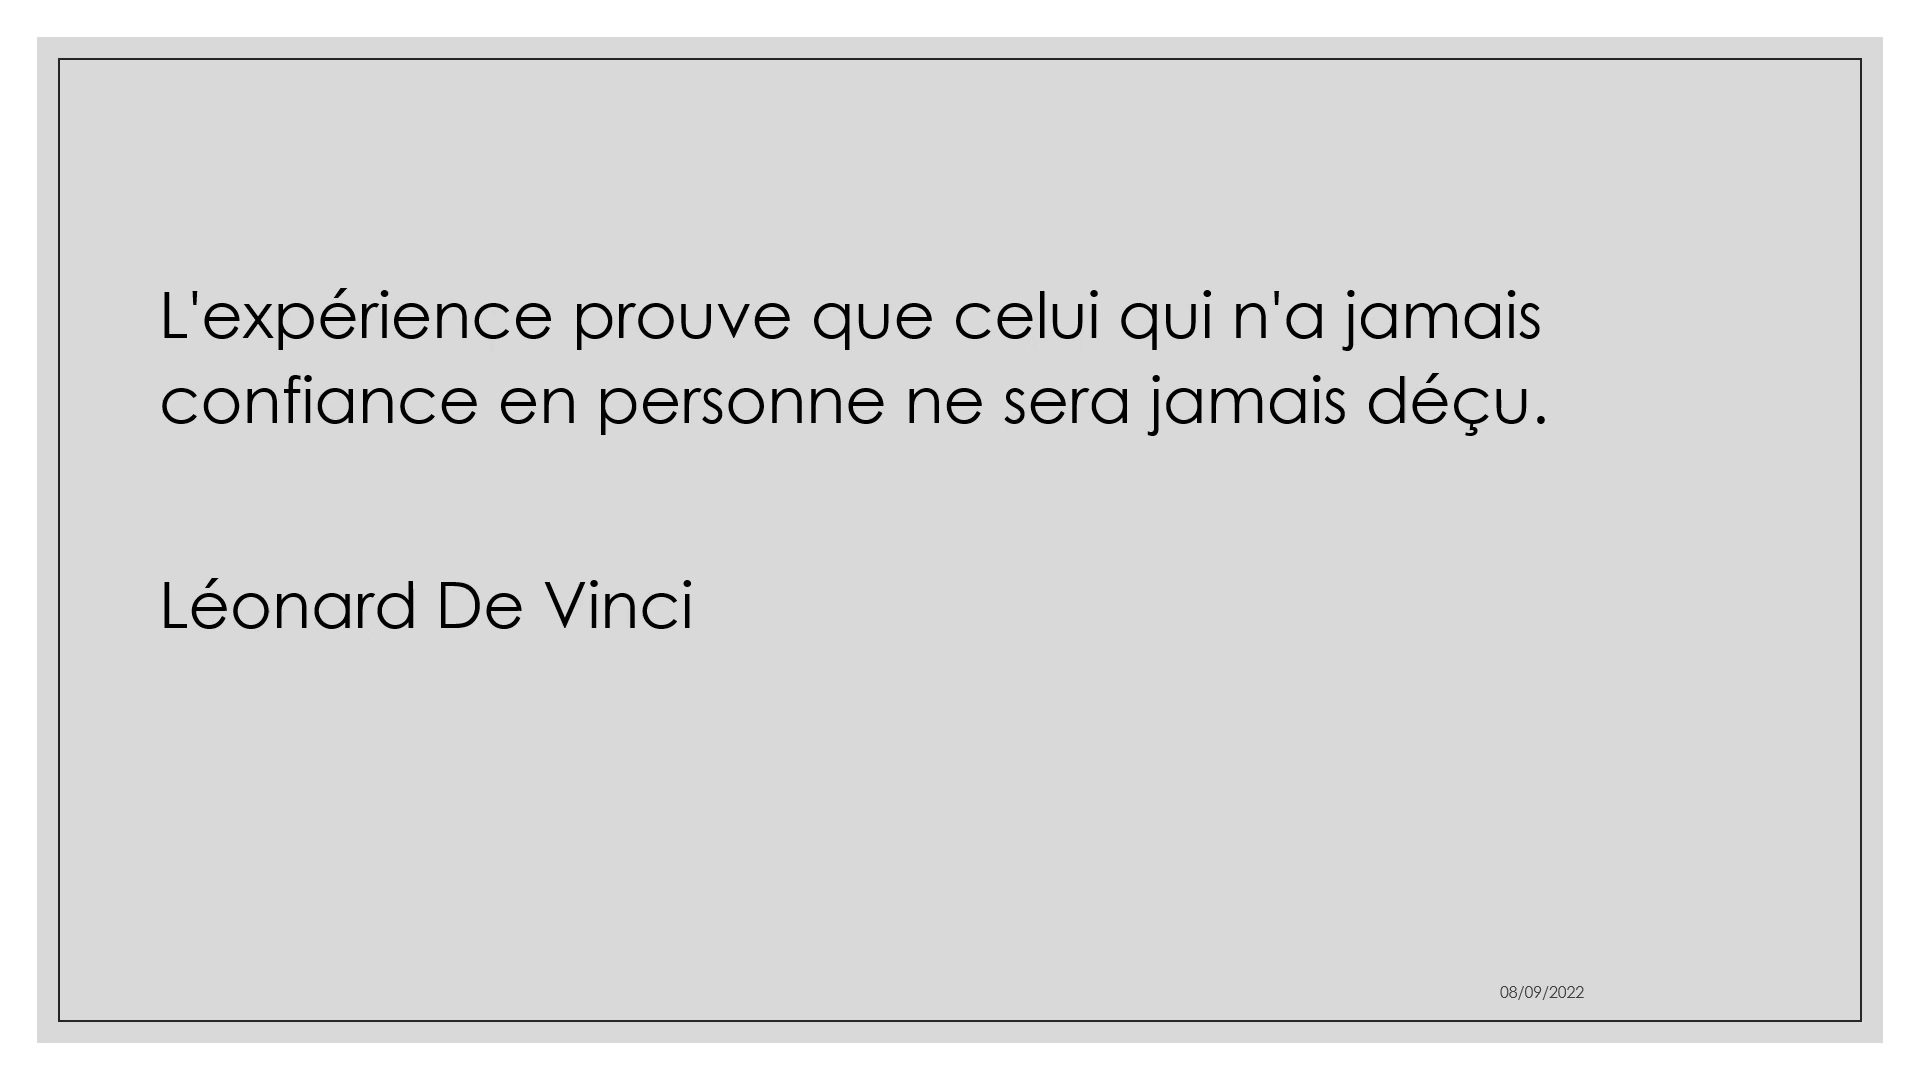 L'expérience prouve que celui qui n'a jamais
confiance en personne ne sera jamais déçu.
Léonard De Vinci
08/09/2022